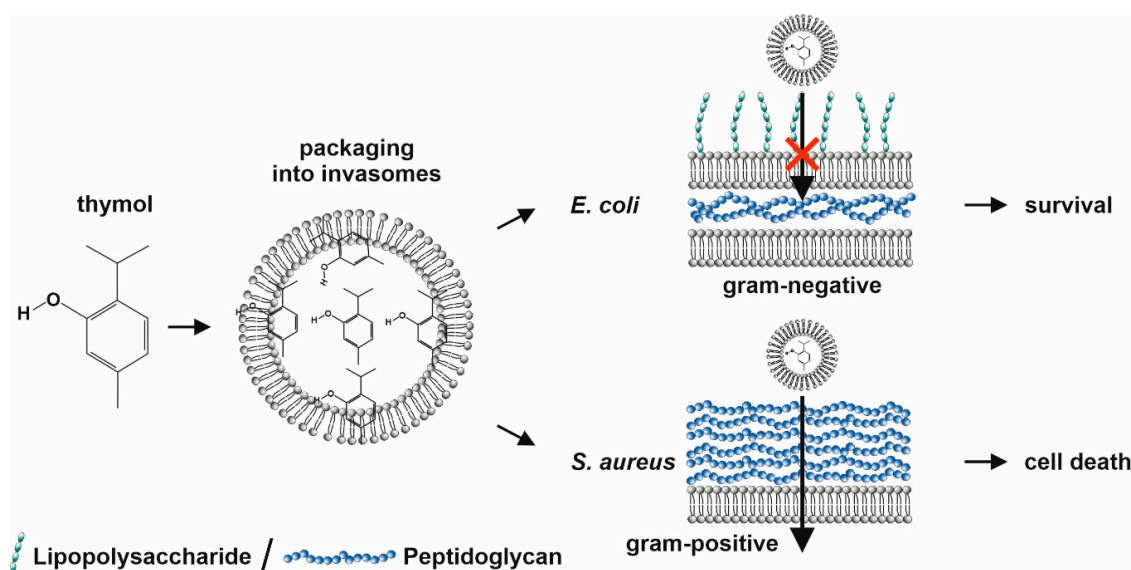 thymol
H
O
packaging
into invasomes
H
O
H
O
H
O
H
O
H
O
E. coli
H O
gram-negative
survival
S. aureus
H O
gram-positive
cell death
Lipopolysaccharide / Peptidoglycan